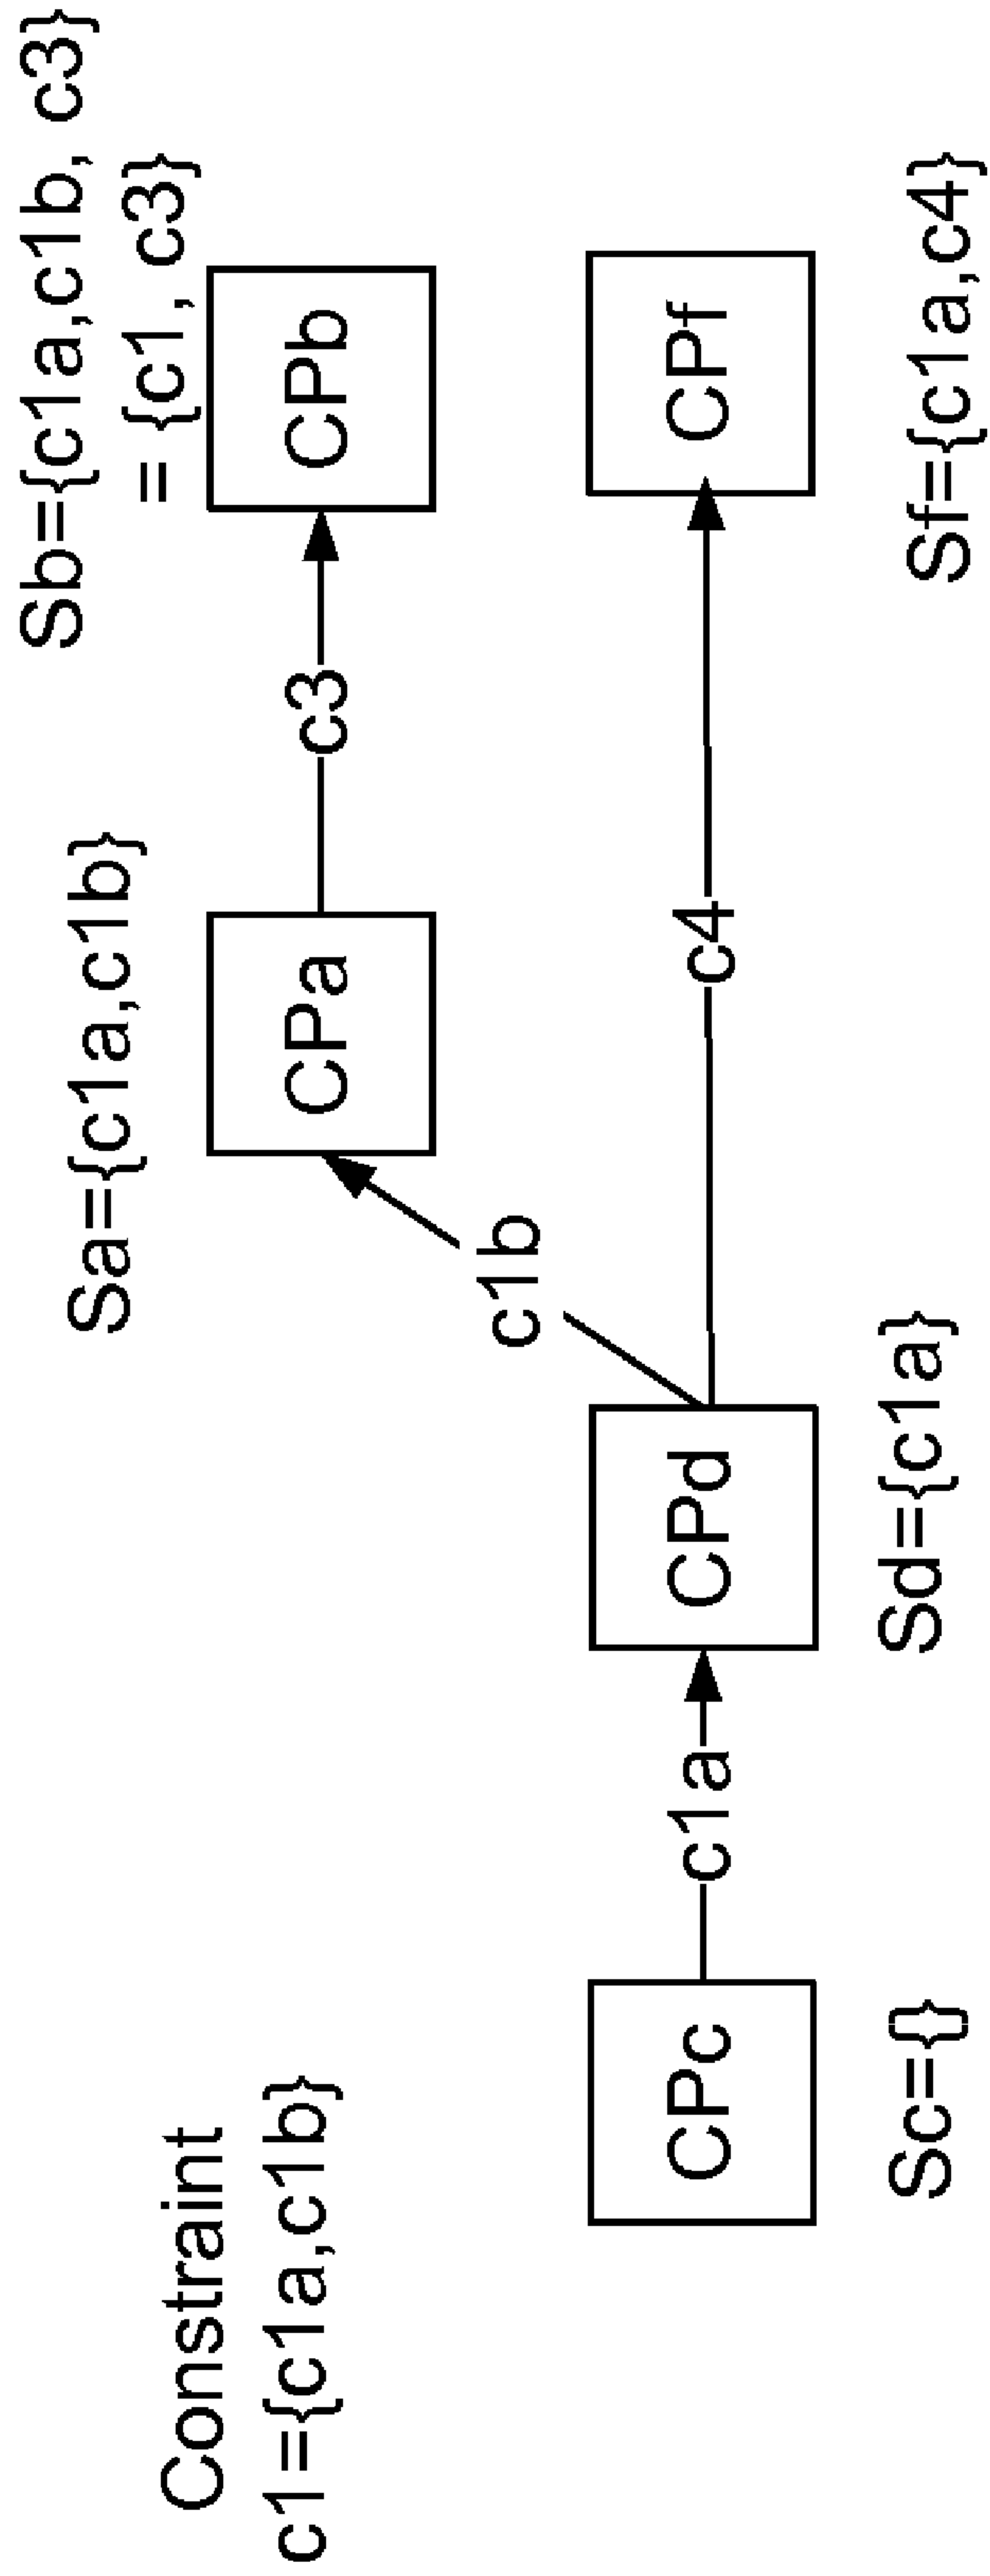 Constraint
c1={c1a,c1b}
Sa={c1a,c1b}
Sb={c1a,c1b, c3}
= {c1, c3}
CPa
c3
CPb
c1b
CPc
c1a
CPd
c4
CPf
Sc={}
Sd={c1a}
Sf={c1a,c4}